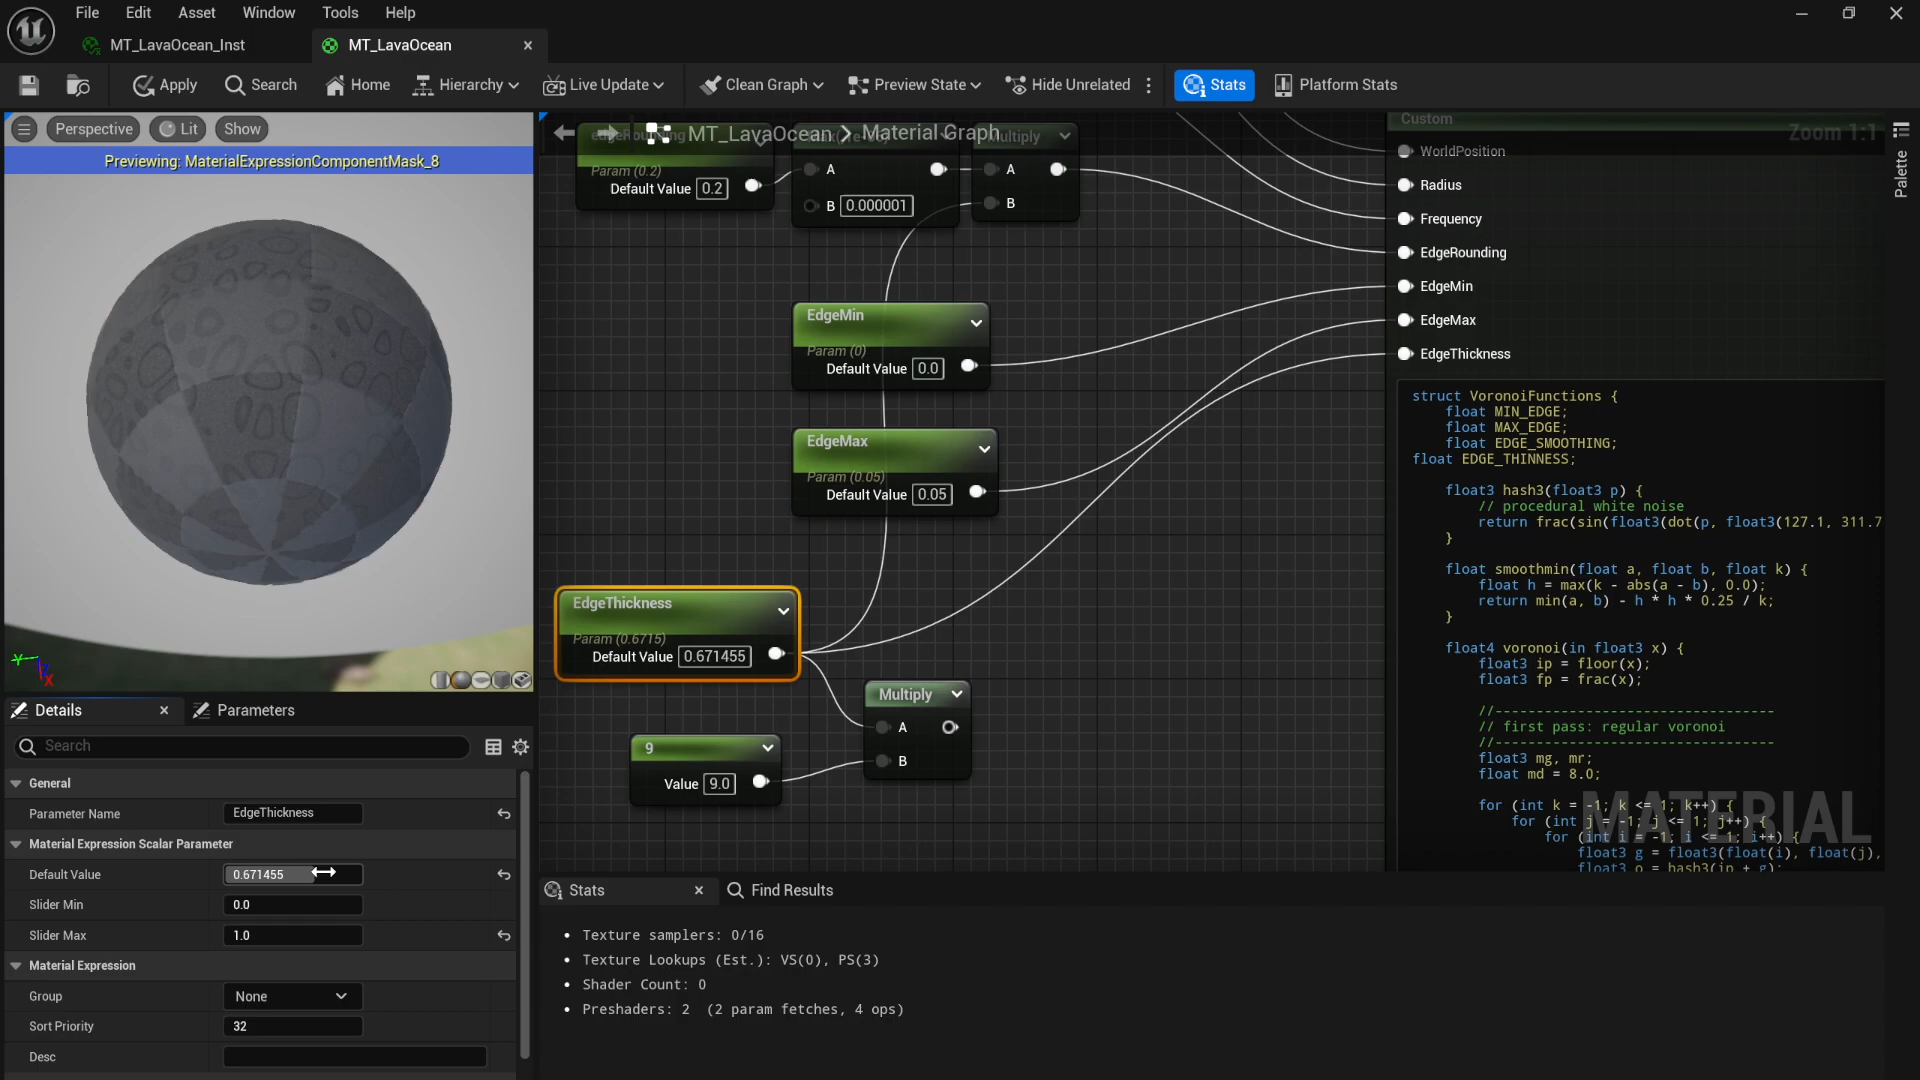 File Edit Asset Window Tools Help
MT_LavaOcean_Inst MT_LavaOcean
Apply Search Home Hierarchy Live Update Clean Graph Preview State Hide Unrelated Stats Platform Stats
Perspective Lit Show
Previewing: MaterialExpressionComponentMask_8
MT_LavaOcean > Material Graph
Zoom 1:1
Palette
Param (0.2)
Default Value 0.2
A
B 0.000001
Multiply
A
B
EdgeMin
Param (0)
Default Value 0.0
EdgeMax
Param (0.05)
Default Value 0.05
EdgeThickness
Param (0.6715)
Default Value 0.671455
Multiply
A
B
9
Value 9.0
Custom
WorldPosition
Radius
Frequency
EdgeRounding
EdgeMin
EdgeMax
EdgeThickness
struct VoronoiFunctions {
float MIN_EDGE;
float MAX_EDGE;
float EDGE_SMOOTHING;
float EDGE_THINNESS;
float3 hash3(float3 p) {
// procedural white noise
return frac(sin(float3(dot(p, float3(127.1, 311.7
}
float smoothmin(float a, float b, float k) {
float h = max(k - abs(a - b), 0.0);
return min(a, b) - h * h * 0.25 / k;
}
float4 voronoi(in float3 x) {
float3 ip = floor(x);
float3 fp = frac(x);
//----------------------------------
// first pass: regular voronoi
//----------------------------------
float3 mg, mr;
float md = 8.0;
for (int k = -1; k <= 1; k++) {
for (int j = -1; j <= 1; j++) {
for (int i = -1; i <= 1; i++) {
float3 g = float3(float(i), float(j),
float3 o = hash3(ip + g);
MATERIAL
Y
Z
X
Details Parameters
Search
General
Parameter Name EdgeThickness
Material Expression Scalar Parameter
Default Value 0.671455
Slider Min 0.0
Slider Max 1.0
Material Expression
Group None
Sort Priority 32
Desc
Stats Find Results
• Texture samplers: 0/16
• Texture Lookups (Est.): VS(0), PS(3)
• Shader Count: 0
• Preshaders: 2 (2 param fetches, 4 ops)